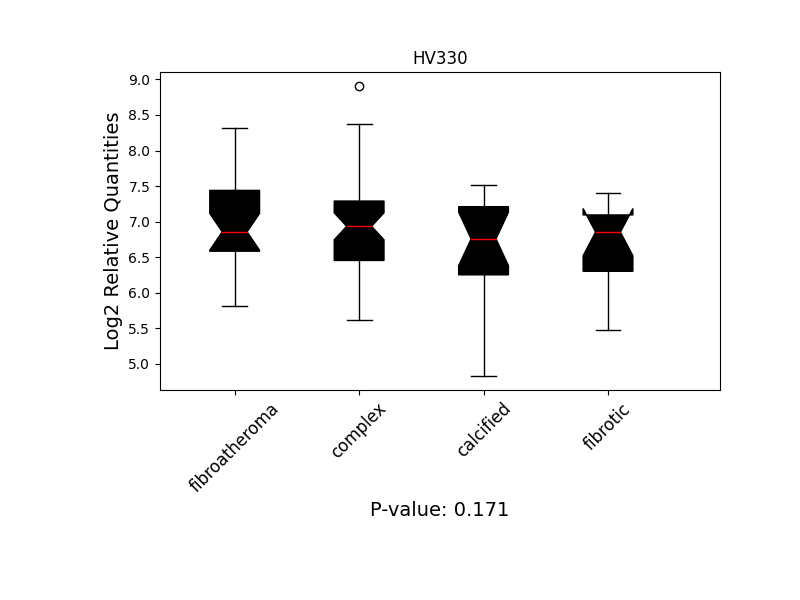 HV330
Log2 Relative Quantities
9.0
8.5
8.0
7.5
7.0
6.5
6.0
5.5
5.0
fibroatheroma
complex
calcified
fibrotic
P-value: 0.171